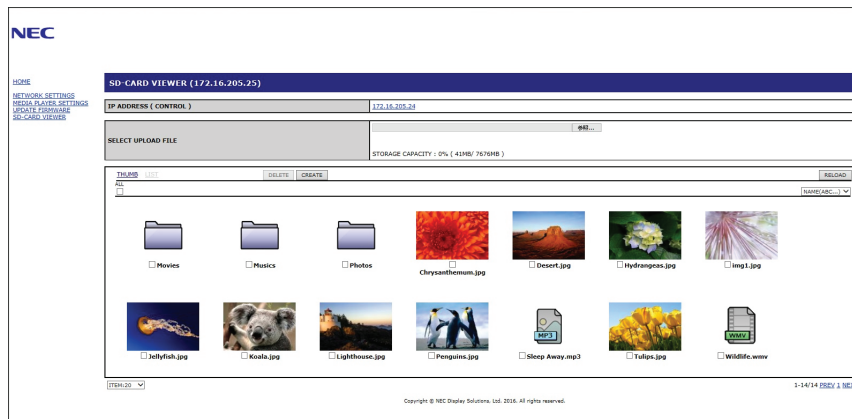 NEC
HOME
NETWORK SETTINGS
MEDIA PLAYER SETTINGS
UPDATE FIRMWARE
SD-CARD VIEWER
SD-CARD VIEWER (172.16.205.25)
IP ADDRESS ( CONTROL )
172.16.205.24
SELECT UPLOAD FILE
参照...
STORAGE CAPACITY : 0% ( 41MB/ 7676MB )
THUMB LIST DELETE CREATE RELOAD
ALL
NAME(ABC...)
Movies Musics Photos Chrysanthemum.jpg Desert.jpg Hydrangeas.jpg img1.jpg
MP3 WMV
Jellyfish.jpg Koala.jpg Lighthouse.jpg Penguins.jpg Sleep Away.mp3 Tulips.jpg Wildlife.wmv
ITEM:20 1-14/14 PREV 1
Copyright © NEC Display Solutions, Ltd. 2016. All rights reserved.